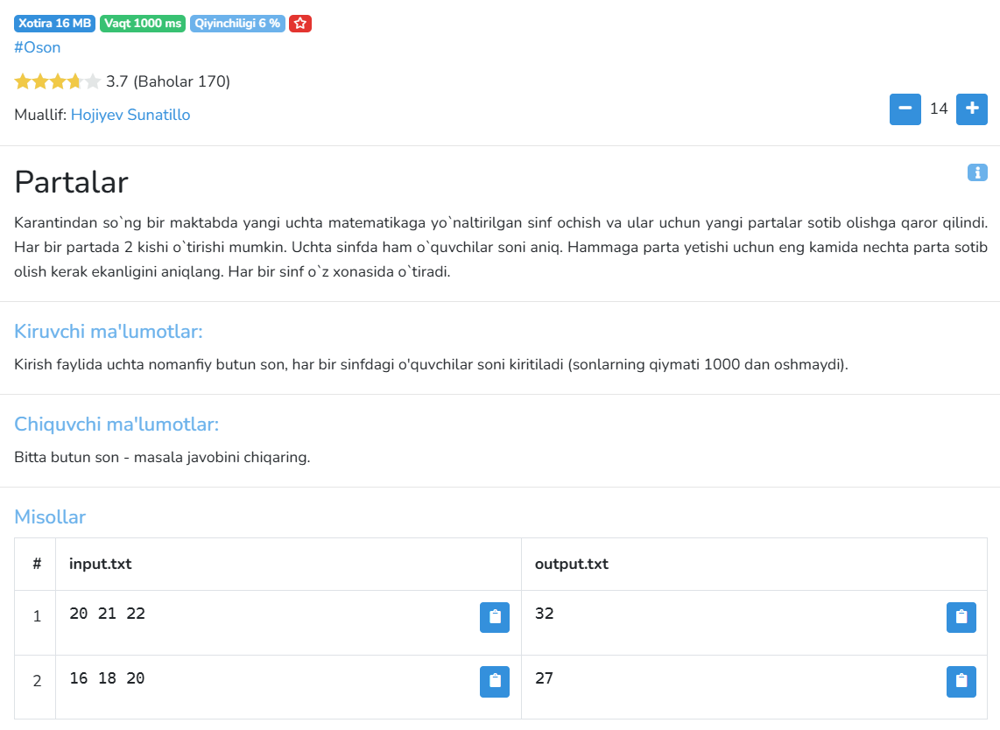 Xotira 16 MB Vaqt 1000 ms Qiyinchiligi 6 %
#Oson
3.7 (Baholar 170)
Muallif: Hojiyev Sunatillo
14
Partalar
Karantindan so`ng bir maktabda yangi uchta matematikaga yo`naltirilgan sinf ochish va ular uchun yangi partalar sotib olishga qaror qilindi.
Har bir partada 2 kishi o`tirishi mumkin. Uchta sinfda ham o`quvchilar soni aniq. Hammaga parta yetishi uchun eng kamida nechta parta sotib
olish kerak ekanligini aniqlang. Har bir sinf o`z xonasida o`tiradi.
Kiruvchi ma'lumotlar:
Kirish faylida uchta nomanfiy butun son, har bir sinfdagi o'quvchilar soni kiritiladi (sonlarning qiymati 1000 dan oshmaydi).
Chiquvchi ma'lumotlar:
Bitta butun son - masala javobini chiqaring.
Misollar
# input.txt output.txt
1 20 21 22 32
2 16 18 20 27